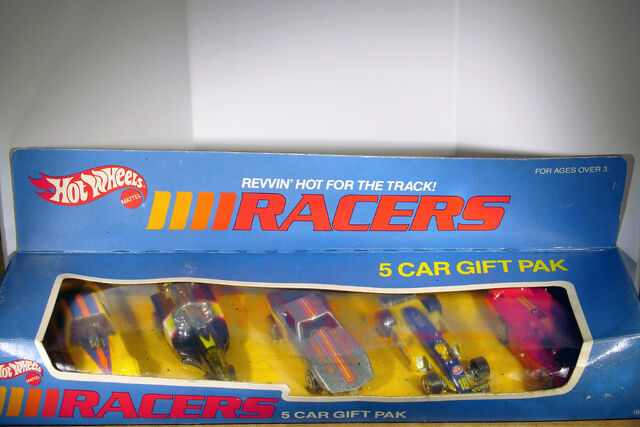 REVVIN' HOT FOR THE TRACK!
FOR AGES OVER 3.
HOT WHEELS
MATTEL
RACERS
5 CAR GIFT PAK
HOT WHEELS
MATTEL
RACERS
5 CAR GIFT PAK